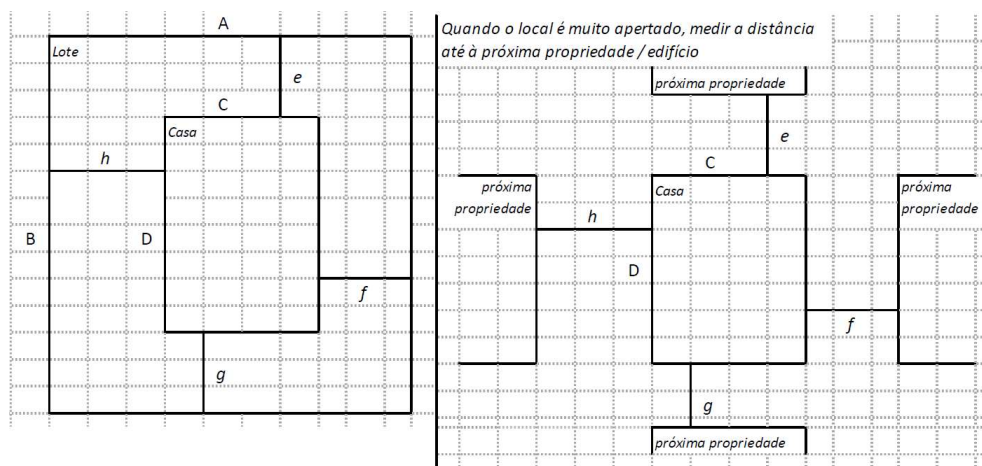 A
Lote
e
C
Casa
h
B
D
f
g
Quando o local é muito apertado, medir a distância
até à próxima propriedade / edifício
próxima propriedade
e
C
próxima
propriedade
Casa
próxima
propriedade
h
D
f
g
próxima propriedade